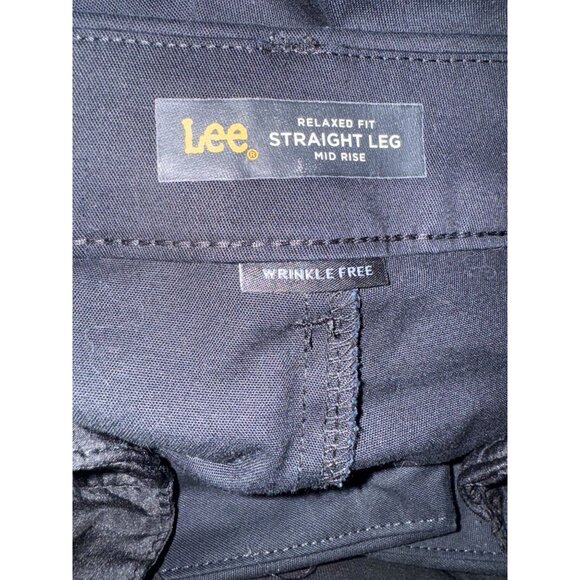 Lee®
RELAXED FIT
STRAIGHT LEG
MID RISE
WRINKLE FREE